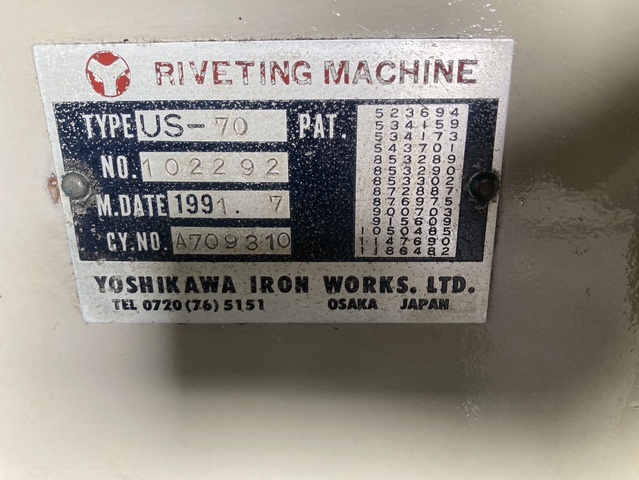 RIVETING MACHINE
TYPE US-70 PAT.
NO. 102292
M.DATE 1991. 7
CY.NO. A709310
523694
534159
534173
543701
853289
853290
853302
872887
876975
900703
915609
1050485
1147690
1186482
YOSHIKAWA IRON WORKS. LTD.
TEL 0720(76)5151 OSAKA JAPAN